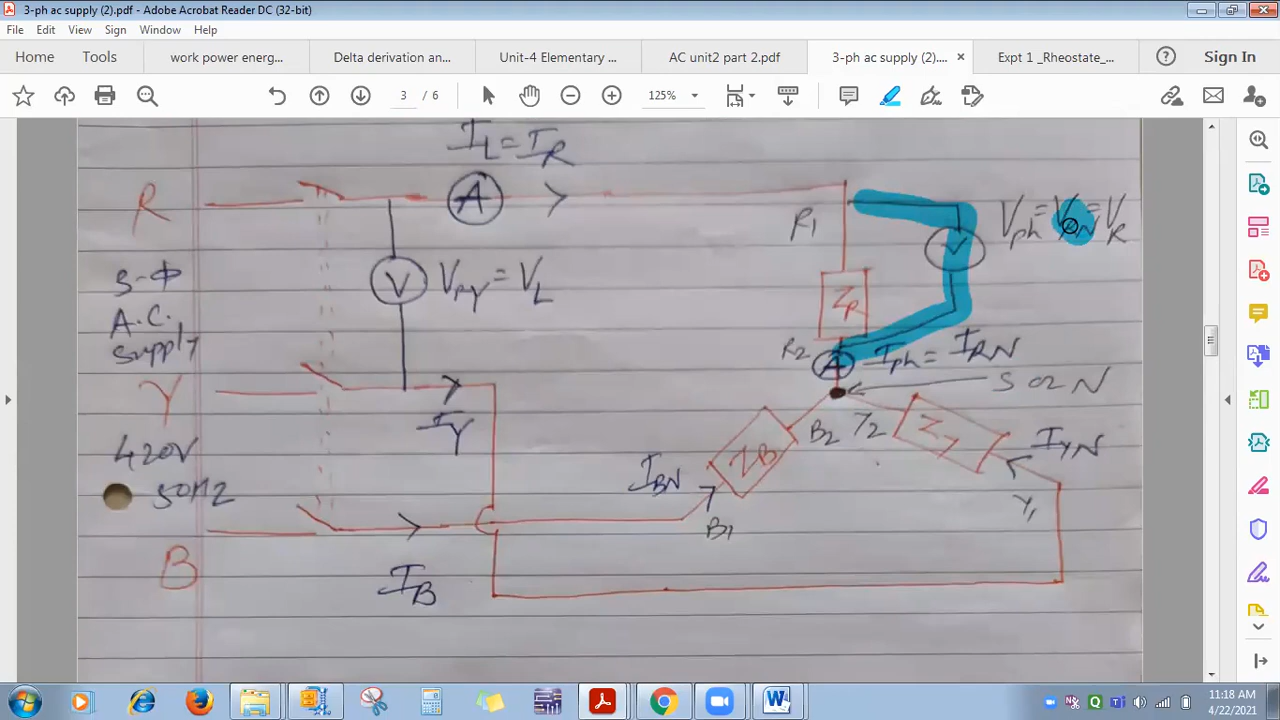 3-ph ac supply (2).pdf - Adobe Acrobat Reader DC (32-bit)
File Edit View Sign Window Help
Home Tools work power energ... Delta derivation an... Unit-4 Elementary ... AC unit2 part 2.pdf 3-ph ac supply (2).... × Expt 1 _Rheostate_... Sign In
3 / 6 125%
IL = IR
R A
R1 Vph = VRN = VR
V
3-Φ
V VRY = VL
ZR
A.C.
Supply
R2 A Iph = IRN
Y S or N
IY B2 Y2 ZY IYN
420V ZB
IBN
50HZ Y1
B1
B
IB
11:18 AM
4/22/2021